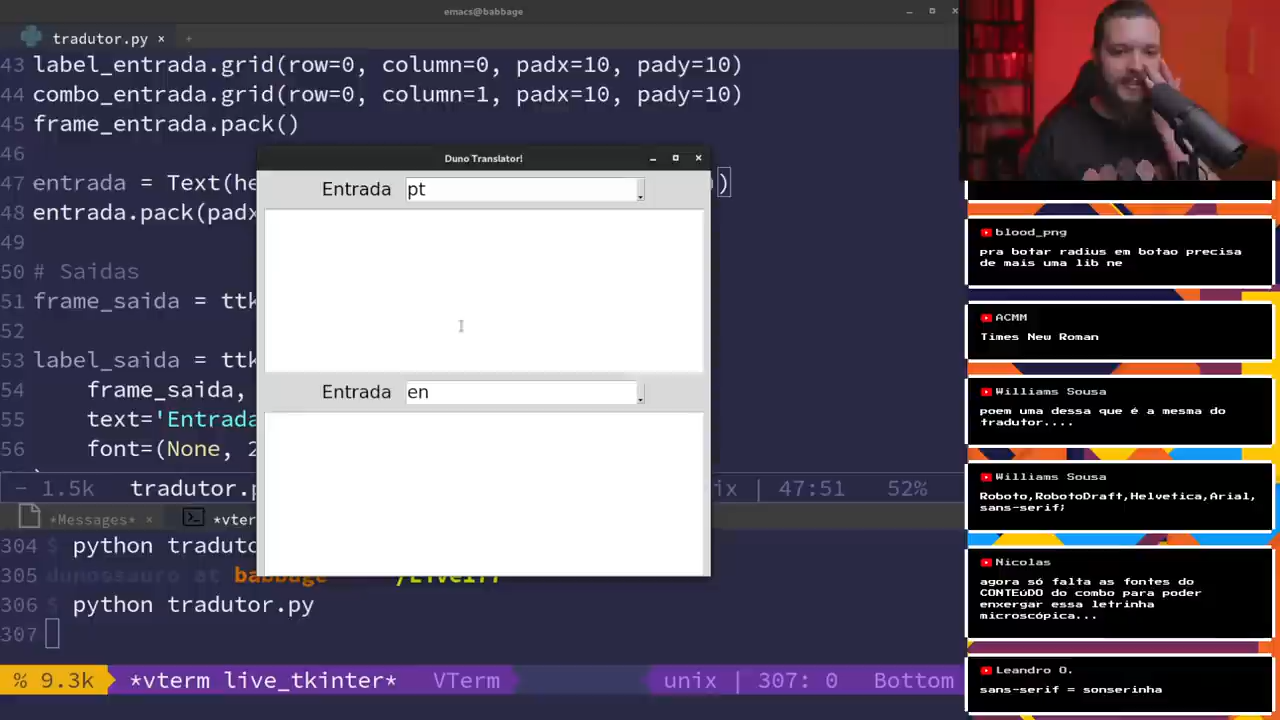 emacs@babbage
tradutor.py × +
43 label_entrada.grid(row=0, column=0, padx=10, pady=10)
44 combo_entrada.grid(row=0, column=1, padx=10, pady=10)
45 frame_entrada.pack()
46
47 entrada = Text(he )
48 entrada.pack(padx
49
50 # Saidas
51 frame_saida = ttk
52
53 label_saida = ttk
54 frame_saida,
55 text='Entrada
56 font=(None, 2
- 1.5k tradutor.p ix | 47:51 52%
Duno Translator!
Entrada pt
Entrada en
*Messages* × *vter
304 $ python traduto
305 dunossauro at babbage
306 $ python tradutor.py
307
% 9.3k *vterm live_tkinter* VTerm unix | 307: 0 Bottom
blood_png
pra botar radius em botao precisa
de mais uma lib ne
ACMM
Times New Roman
Williams Sousa
poem uma dessa que é a mesma do
tradutor....
Williams Sousa
Roboto,RobotoDraft,Helvetica,Arial,
sans-serif;
Nicolas
agora só falta as fontes do
CONTEúDO do combo para poder
enxergar essa letrinha
microscópica...
Leandro O.
sans-serif = sonserinha